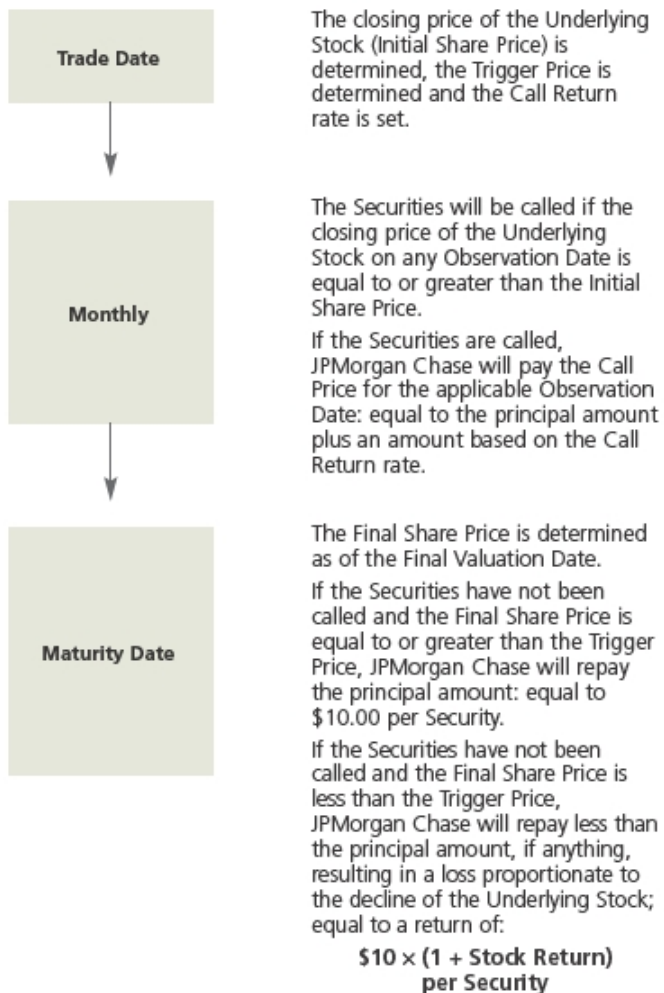 Trade Date
The closing price of the Underlying
Stock (Initial Share Price) is
determined, the Trigger Price is
determined and the Call Return
rate is set.
Monthly
The Securities will be called if the
closing price of the Underlying
Stock on any Observation Date is
equal to or greater than the Initial
Share Price.
If the Securities are called,
JPMorgan Chase will pay the Call
Price for the applicable Observation
Date: equal to the principal amount
plus an amount based on the Call
Return rate.
Maturity Date
The Final Share Price is determined
as of the Final Valuation Date.
If the Securities have not been
called and the Final Share Price is
equal to or greater than the Trigger
Price, JPMorgan Chase will repay
the principal amount: equal to
$10.00 per Security.
If the Securities have not been
called and the Final Share Price is
less than the Trigger Price,
JPMorgan Chase will repay less than
the principal amount, if anything,
resulting in a loss proportionate to
the decline of the Underlying Stock;
equal to a return of:
$10 × (1 + Stock Return)
per Security